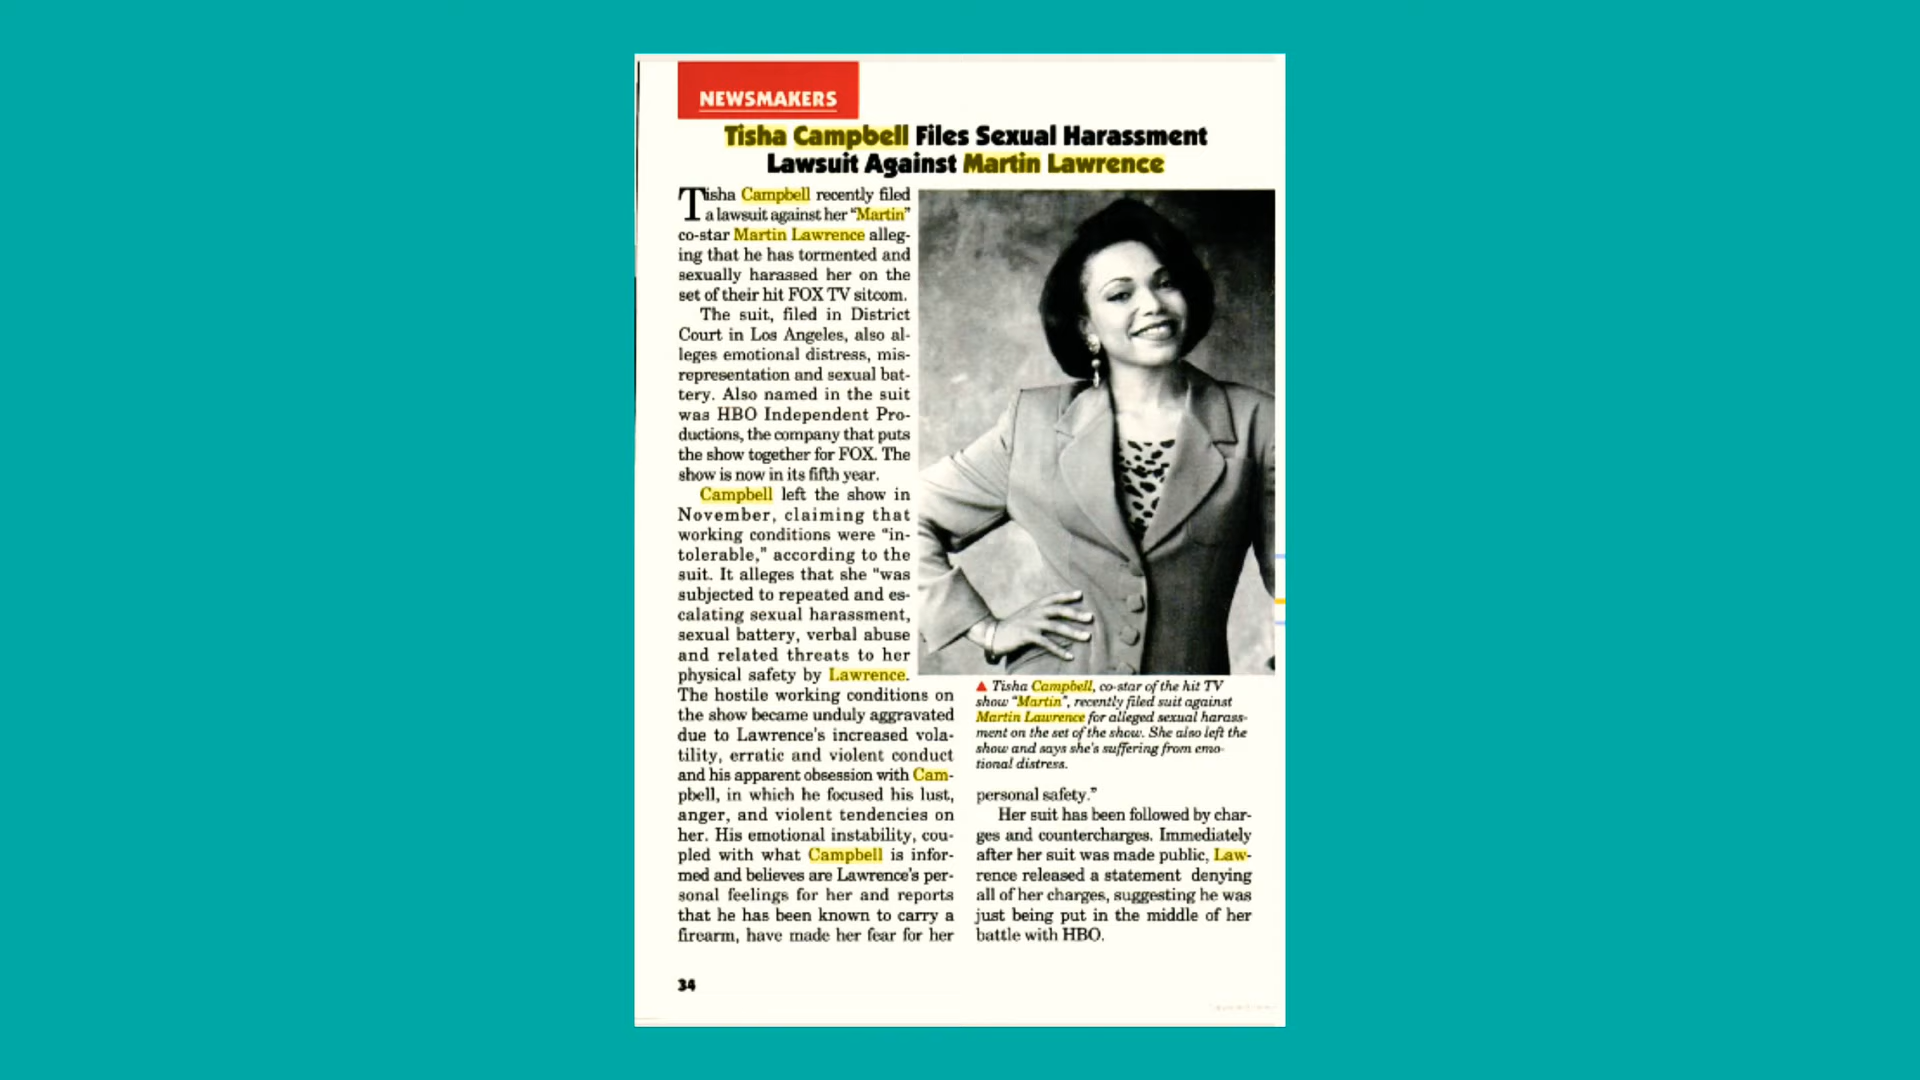 NEWSMAKERS
Tisha Campbell Files Sexual Harassment
Lawsuit Against Martin Lawrence
Tisha Campbell recently filed
a lawsuit against her "Martin"
co-star Martin Lawrence alleg-
ing that he has tormented and
sexually harassed her on the
set of their hit FOX TV sitcom.
The suit, filed in District
Court in Los Angeles, also al-
leges emotional distress, mis-
representation and sexual bat-
tery. Also named in the suit
was HBO Independent Pro-
ductions, the company that puts
the show together for FOX. The
show is now in its fifth year.
Campbell left the show in
November, claiming that
working conditions were "in-
tolerable," according to the
suit. It alleges that she "was
subjected to repeated and es-
calating sexual harassment,
sexual battery, verbal abuse
and related threats to her
physical safety by Lawrence.
The hostile working conditions on
the show became unduly aggravated
due to Lawrence's increased vola-
tility, erratic and violent conduct
and his apparent obsession with Cam-
pbell, in which he focused his lust,
anger, and violent tendencies on
her. His emotional instability, cou-
pled with what Campbell is infor-
med and believes are Lawrence's per-
sonal feelings for her and reports
that he has been known to carry a
firearm, have made her fear for her
▲ Tisha Campbell, co-star of the hit TV
show "Martin", recently filed suit against
Martin Lawrence for alleged sexual harass-
ment on the set of the show. She also left the
show and says she's suffering from emo-
tional distress.
personal safety."
Her suit has been followed by char-
ges and countercharges. Immediately
after her suit was made public, Law-
rence released a statement denying
all of her charges, suggesting he was
just being put in the middle of her
battle with HBO.
34